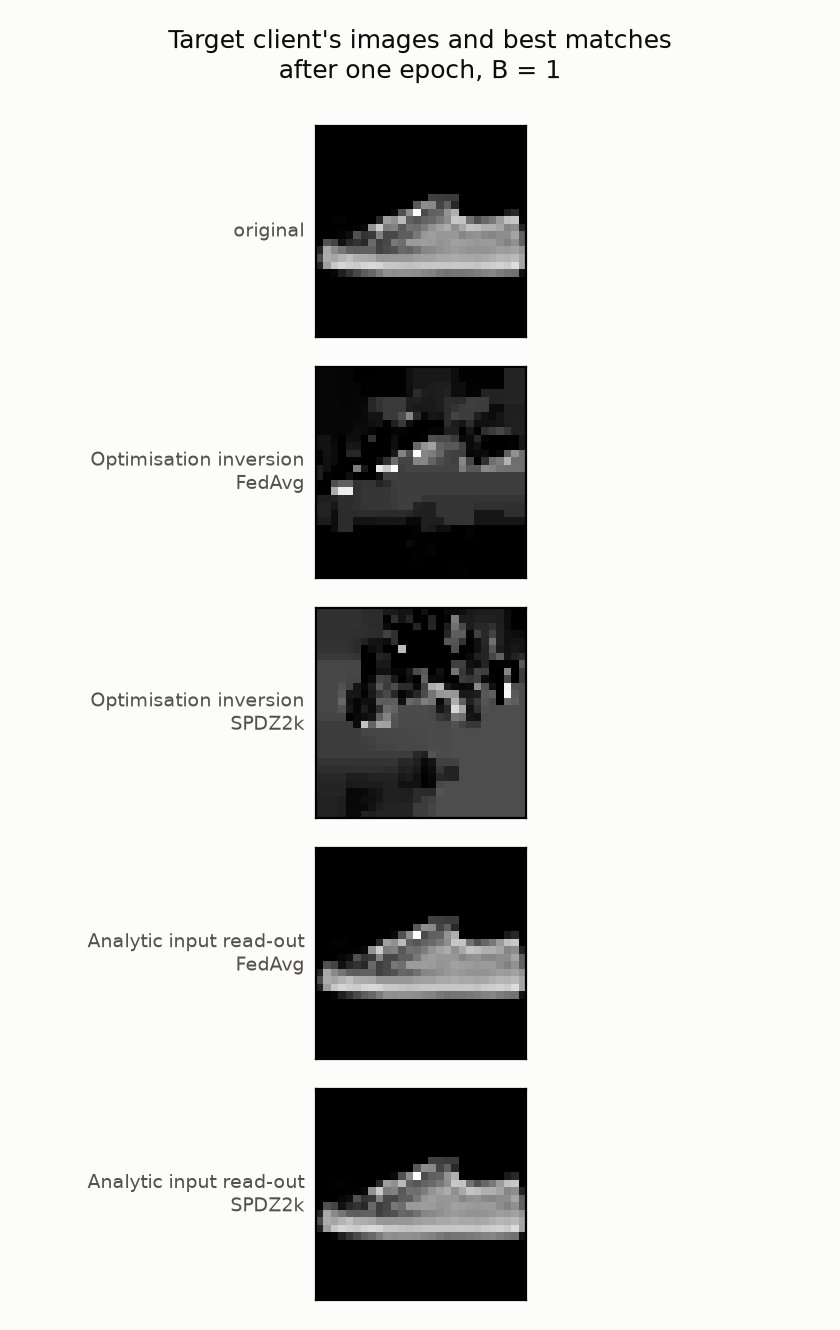 Target client's images and best matches
after one epoch, B = 1
original
Optimisation inversion
FedAvg
Optimisation inversion
SPDZ2k
Analytic input read-out
FedAvg
Analytic input read-out
SPDZ2k